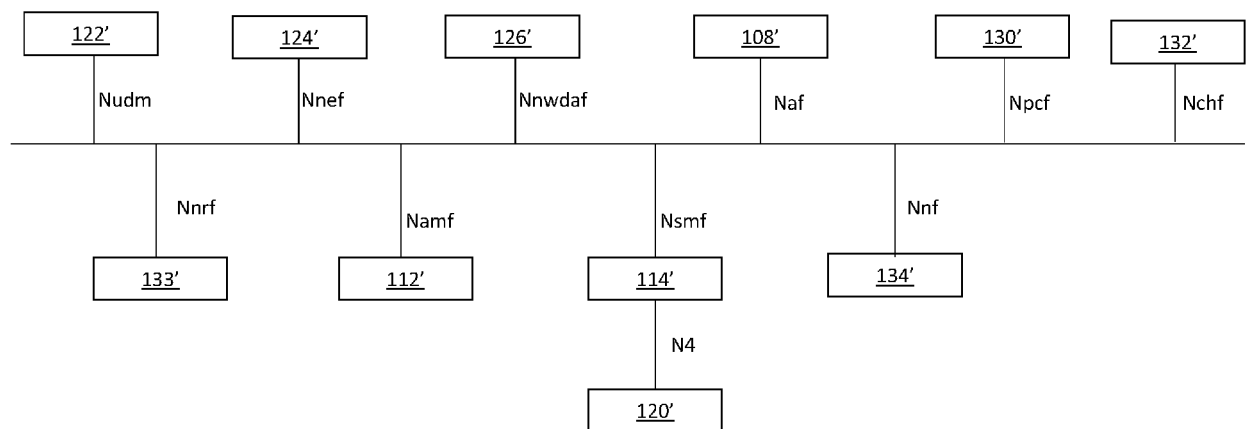 122’
124’
126’
108’
130’
132’
Nudm
Nnef
Nnwdaf
Naf
Npcf
Nchf
Nnrf
Namf
Nsmf
Nnf
133’
112’
114’
134’
N4
120’